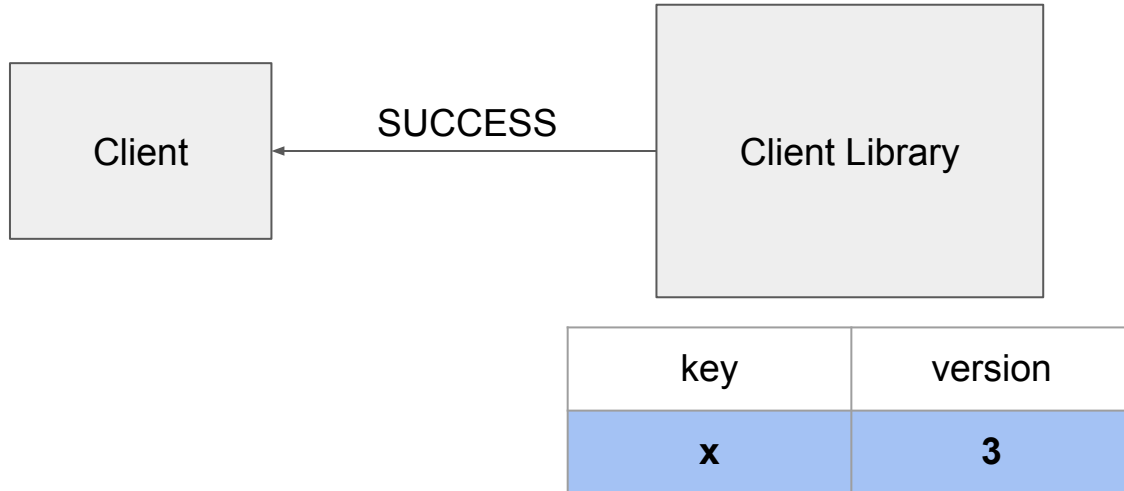 SUCCESS
Client
Client Library
key version
x 3